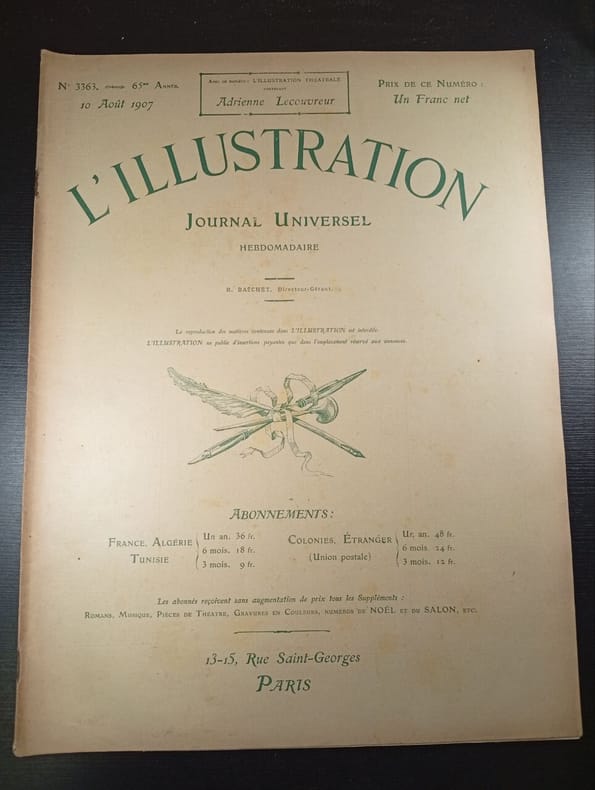 Nº 3363. 65me Année.
10 Août 1907
Avec ce numéro : L'ILLUSTRATION THÉATRALE
contenant
Adrienne Lecouvreur
Prix de ce Numéro :
Un Franc net
L'ILLUSTRATION
Journal Universel
HEBDOMADAIRE
R. BASCHET, Directeur-Gérant.
La reproduction des matières contenues dans L'ILLUSTRATION est interdite.
L'ILLUSTRATION ne publie d'insertions payantes que dans l'emplacement réservé aux annonces.
ABONNEMENTS :
France, Algérie
Tunisie
Un an. 36 fr.
6 mois. 18 fr.
3 mois. 9 fr.
Colonies, Étranger
(Union postale)
Un an. 48 fr.
6 mois. 24 fr.
3 mois. 12 fr.
Les abonnés reçoivent sans augmentation de prix tous les Suppléments :
Romans, Musique, Pièces de Théatre, Gravures en Couleurs, numéros de NOËL et du SALON, etc.
13-15, Rue Saint-Georges
Paris